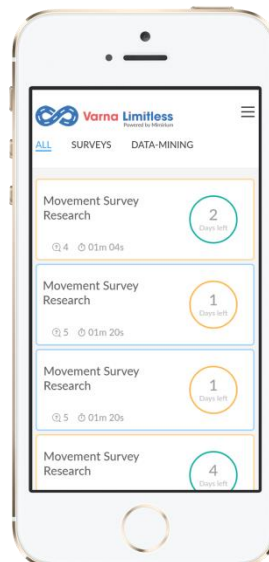 Varna Limitless
Powered by Mindrium
ALL SURVEYS DATA-MINING
Movement Survey
Research
2
Days left
4 01m 04s
Movement Survey
Research
1
Days left
5 01m 20s
Movement Survey
Research
1
Days left
5 01m 20s
Movement Survey
Research
4
Days left